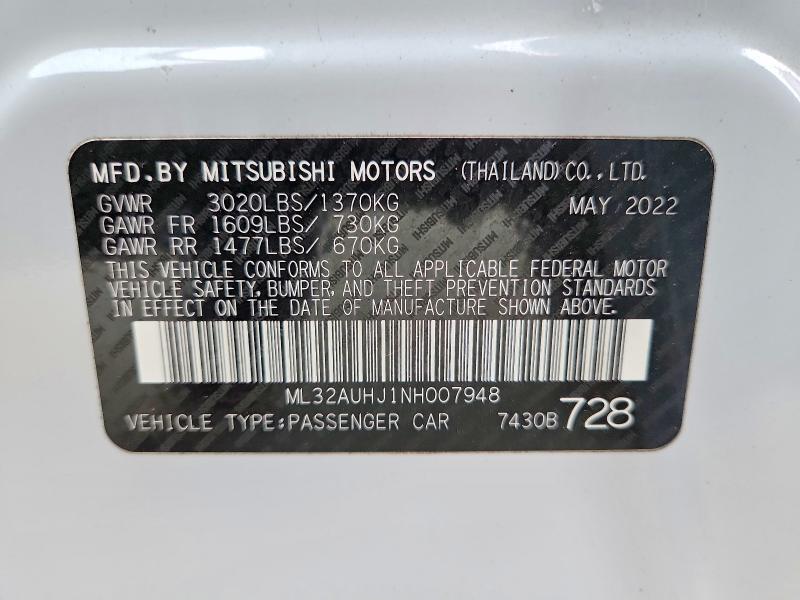 MFD.BY MITSUBISHI MOTORS (THAILAND)CO.,LTD.
GVWR 3020LBS/1370KG MAY 2022
GAWR FR 1609LBS/ 730KG
GAWR RR 1477LBS/ 670KG
THIS VEHICLE CONFORMS TO ALL APPLICABLE FEDERAL MOTOR
VEHICLE SAFETY, BUMPER, AND THEFT PREVENTION STANDARDS
IN EFFECT ON THE DATE OF MANUFACTURE SHOWN ABOVE.
ML32AUHJ1NH007948
VEHICLE TYPE:PASSENGER CAR 7430B 728